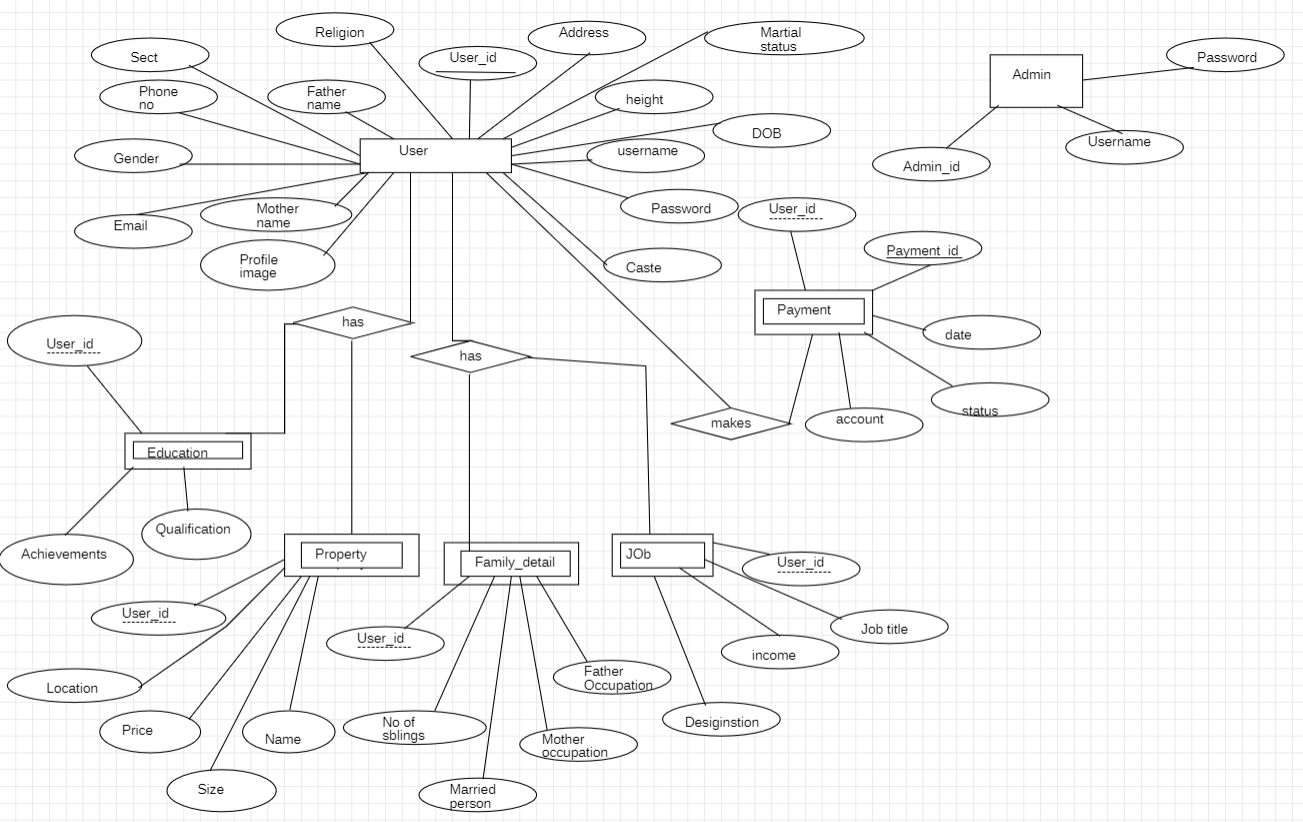 Religion
Address
Martial
status
Sect
User_id
Admin
Password
Phone
no
Father
name
height
DOB
User
username
Username
Gender
Admin_id
Mother
name
Password
User_id
Email
Profile
image
Caste
Payment_id
has
Payment
date
User_id
has
status
makes
account
Education
Qualification
Achievements
Property
Family_detail
JOb
User_id
User_id
User_id
Job title
income
Location
Father
Occupation
Price
Name
No of
sblings
Mother
occupation
Desiginstion
Size
Married
person